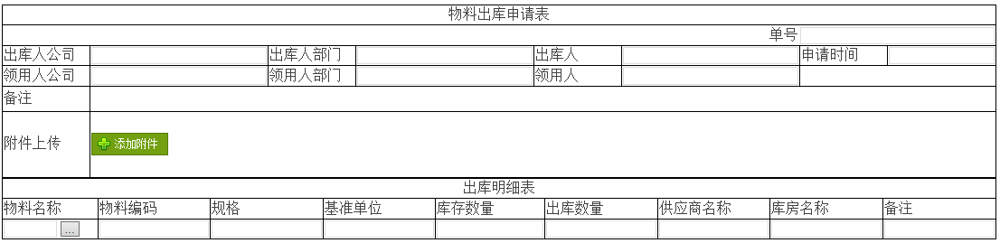 物料出库申请表
单号
出库人公司 出库人部门 出库人 申请时间
领用人公司 领用人部门 领用人
备注
附件上传 添加附件
出库明细表
物料名称 物料编码 规格 基准单位 库存数量 出库数量 供应商名称 库房名称 备注
...